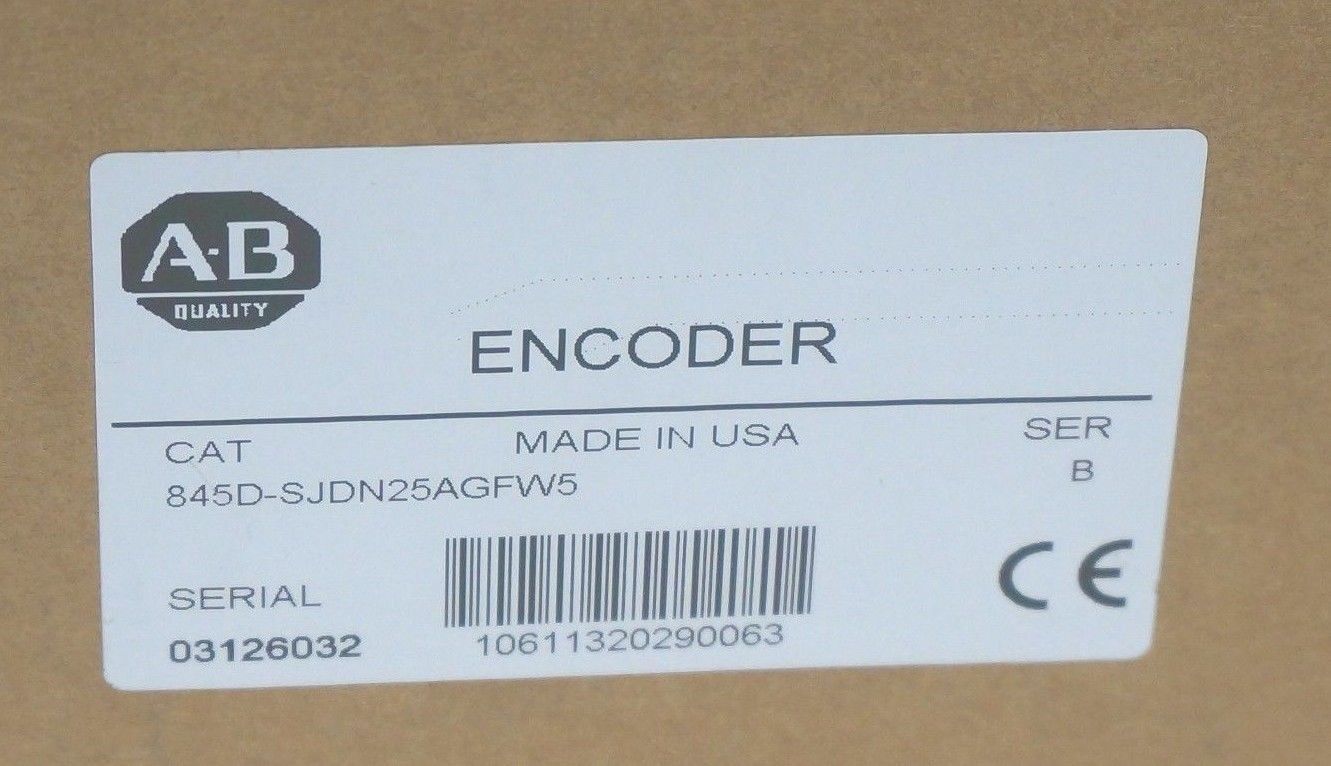 A-B
QUALITY
ENCODER
CAT MADE IN USA SER
845D-SJDN25AGFW5 B
SERIAL
03126032 10611320290063
CE